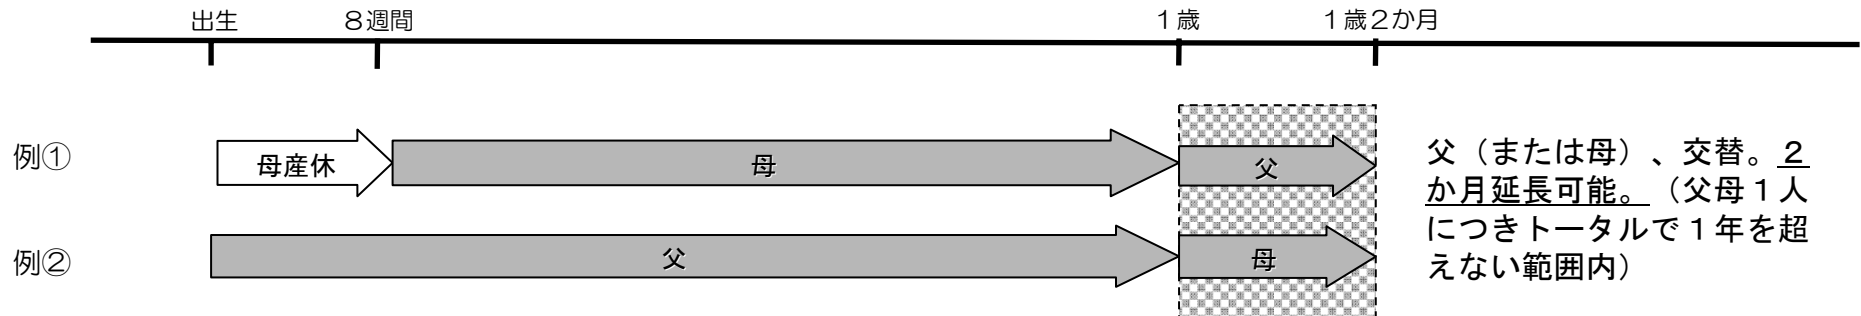 出生
８週間
１歳
１歳２か月
例①
母産休
母
父
父（または母）、交替。２
か月延長可能。（父母１人
につきトータルで１年を超
えない範囲内）
例②
父
母